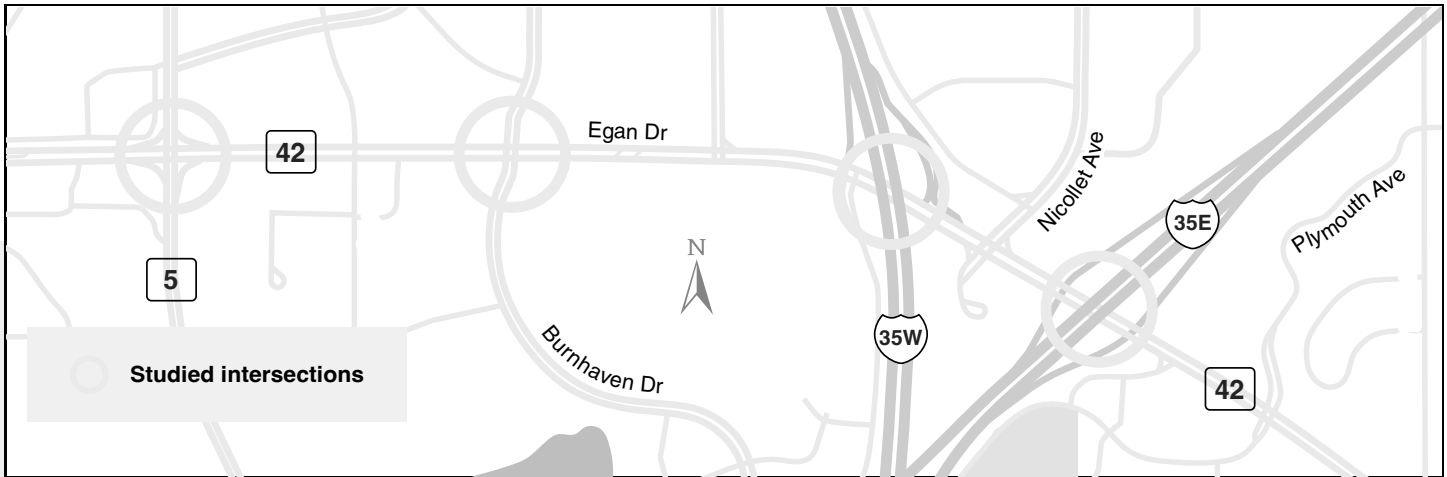 Egan Dr
42
Nicollet Ave
Plymouth Ave
35E
N
5
35W
Burnhaven Dr
Studied intersections
42